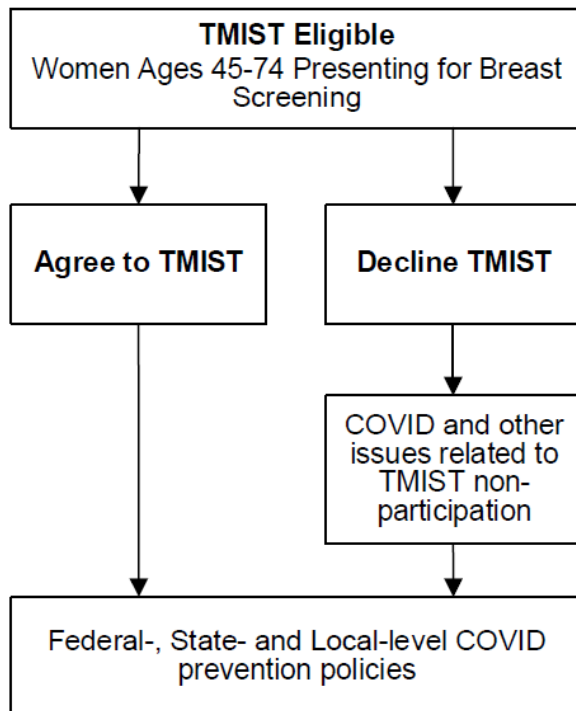 TMIST Eligible
Women Ages 45-74 Presenting for Breast
Screening
Agree to TMIST
Decline TMIST
COVID and other
issues related to
TMIST non-
participation
Federal-, State- and Local-level COVID
prevention policies